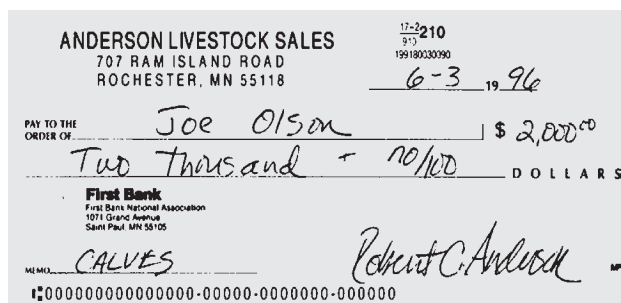 ANDERSON LIVESTOCK SALES
707 RAM ISLAND ROAD
ROCHESTER, MN 55118
17-2 210
910
199180030090
6-3 19 96
PAY TO THE
ORDER OF Joe Olson $ 2,000 00
Two Thousand + no/100 DOLLARS
First Bank
First Bank National Association
1071 Grand Avenue
Saint Paul, MN 55105
MEMO CALVES Robert C. Anderson MP
⑆0000000000000000-00000-0000000-000000